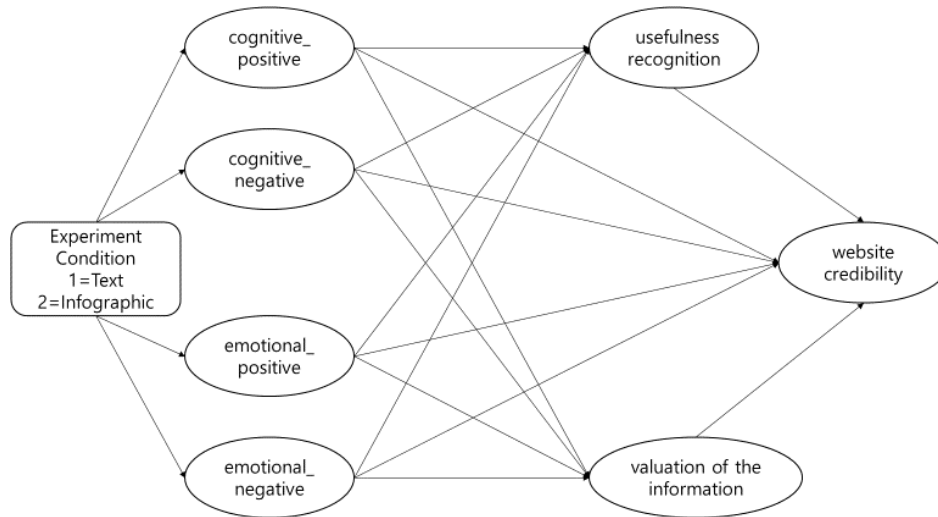 cognitive_
positive
usefulness
recognition
cognitive_
negative
Experiment
Condition
1=Text
2=Infographic
website
credibility
emotional_
positive
emotional_
negative
valuation of the
information